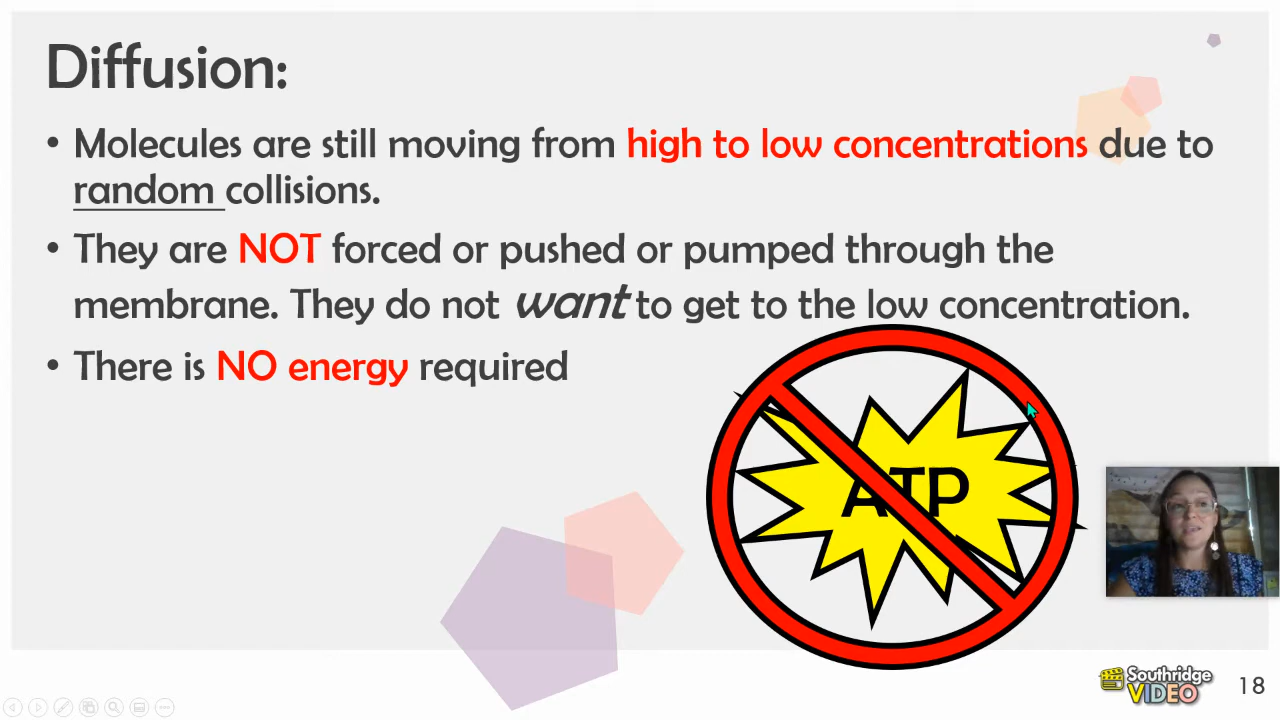 Diffusion:
• Molecules are still moving from high to low concentrations due to
random collisions.
• They are NOT forced or pushed or pumped through the
membrane. They do not want to get to the low concentration.
• There is NO energy required
ATP
Southridge
VIDEO
18